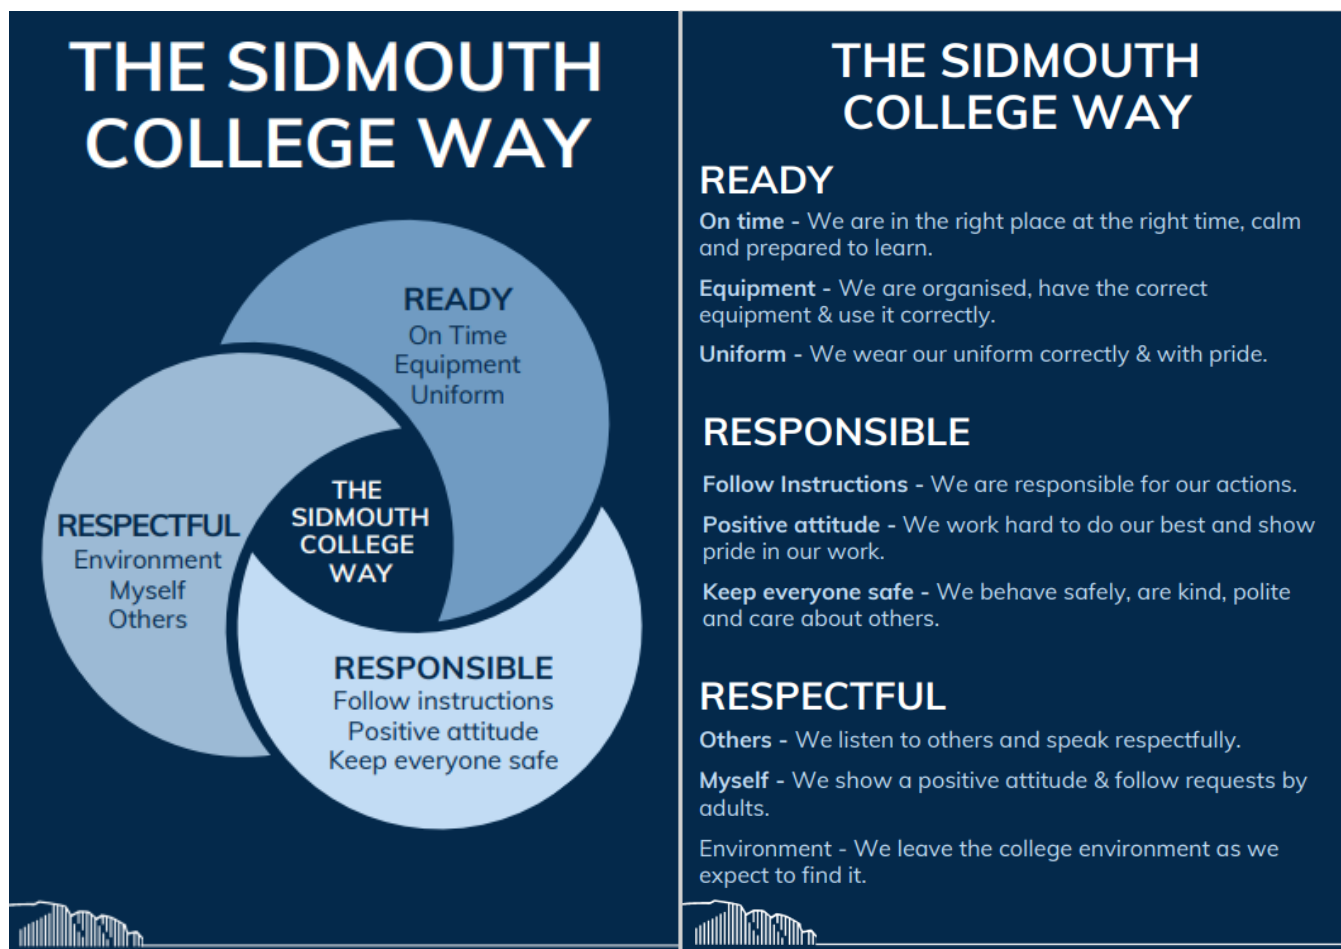 THE SIDMOUTH
COLLEGE WAY
READY
On Time
Equipment
Uniform
RESPECTFUL
Environment
Myself
Others
THE
SIDMOUTH
COLLEGE
WAY
RESPONSIBLE
Follow instructions
Positive attitude
Keep everyone safe
THE SIDMOUTH
COLLEGE WAY
READY
On time - We are in the right place at the right time, calm
and prepared to learn.
Equipment - We are organised, have the correct
equipment & use it correctly.
Uniform - We wear our uniform correctly & with pride.
RESPONSIBLE
Follow Instructions - We are responsible for our actions.
Positive attitude - We work hard to do our best and show
pride in our work.
Keep everyone safe - We behave safely, are kind, polite
and care about others.
RESPECTFUL
Others - We listen to others and speak respectfully.
Myself - We show a positive attitude & follow requests by
adults.
Environment - We leave the college environment as we
expect to find it.